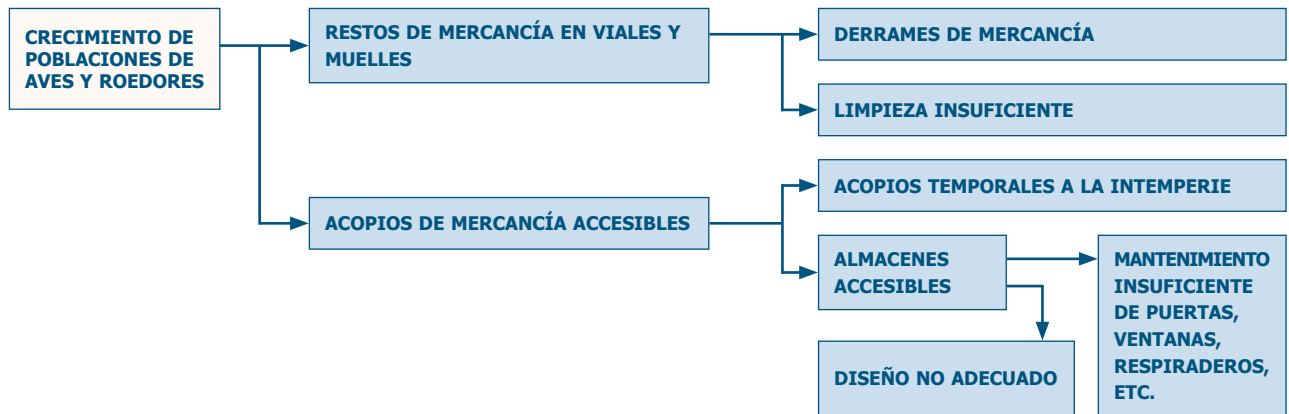 CRECIMIENTO DE
POBLACIONES DE
AVES Y ROEDORES
RESTOS DE MERCANCÍA EN VIALES Y
MUELLES
DERRAMES DE MERCANCÍA
LIMPIEZA INSUFICIENTE
ACOPIOS DE MERCANCÍA ACCESIBLES
ACOPIOS TEMPORALES A LA INTEMPERIE
ALMACENES
ACCESIBLES
MANTENIMIENTO
INSUFICIENTE
DE PUERTAS,
VENTANAS,
RESPIRADEROS,
ETC.
DISEÑO NO ADECUADO